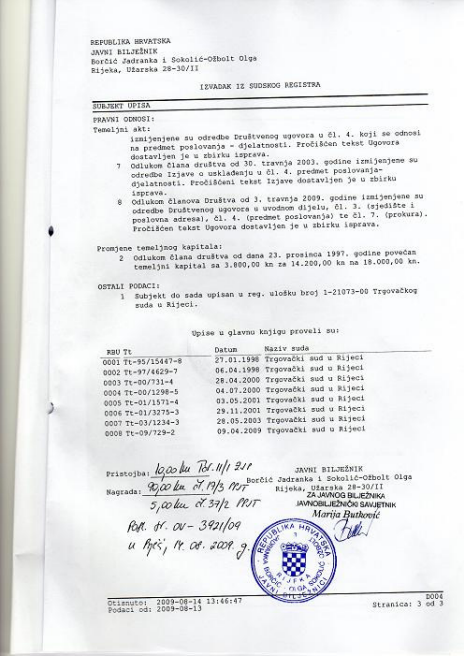 REPUBLIKA HRVATSKA
JAVNI BILJEŽNIK
Borčić Jadranka i Sokolić-Ožbolt Olga
Rijeka, Užarska 28-30/II
IZVADAK IZ SUDSKOG REGISTRA
SUBJEKT UPISA
PRAVNI ODNOSI:
Temeljni akt:
izmijenjene su odredbe Društvenog ugovora u čl. 4. koji se odnosi
na predmet poslovanja - djelatnosti. Pročišćen tekst Ugovora
dostavljen je u zbirku isprava.
7 Odlukom člana društva od 30. travnja 2003. godine izmijenjene su
odredbe Izjave o usklađenju u čl. 4. predmet poslovanja-
djelatnosti. Pročišćeni tekst Izjave dostavljen je u zbirku
isprava.
8 Odlukom članova Društva od 3. travnja 2009. godine izmijenjene su
odredbe Društvenog ugovora u uvodnom dijelu, čl. 3. (sjedište i
poslovna adresa), čl. 4. (predmet poslovanja) te čl. 7. (prokura).
Pročišćen tekst Ugovora dostavljen je u zbirku isprava.
Promjene temeljnog kapitala:
2 Odlukom člana društva od dana 23. prosinca 1997. godine povećan
temeljni kapital sa 3.800,00 kn za 14.200,00 kn na 18.000,00 kn.
OSTALI PODACI:
1 Subjekt do sada upisan u reg. ulošku broj 1-21073-00 Trgovačkog
suda u Rijeci.
Upise u glavnu knjigu proveli su:
RBU Tt Datum Naziv suda
0001 Tt-95/15447-8 27.01.1998 Trgovački sud u Rijeci
0002 Tt-97/4629-7 06.04.1998 Trgovački sud u Rijeci
0003 Tt-00/731-4 28.04.2000 Trgovački sud u Rijeci
0004 Tt-00/1298-5 04.07.2000 Trgovački sud u Rijeci
0005 Tt-01/1571-4 03.05.2001 Trgovački sud u Rijeci
0006 Tt-01/3275-3 29.11.2001 Trgovački sud u Rijeci
0007 Tt-03/1234-3 28.05.2003 Trgovački sud u Rijeci
0008 Tt-09/729-2 09.04.2009 Trgovački sud u Rijeci
Pristojba: 10,00 kn
Nagrada: 90,00 kn čl. 19/3 PPJT
5,00 kn čl. 37/2 PPJT
OV-3921/09
14.08.2009. g
JAVNI BILJEŽNIK
Borčić Jadranka i Sokolić-Ožbolt Olga
Rijeka, Užarska 28-30/II
ZA JAVNOG BILJEŽNIKA
JAVNOBILJEŽNIČKI SAVJETNIK
Marija Butković
REPUBLIKA HRVATSKA
RIJEKA
JAVNI BILJEŽNICI
Otisnuto: 2009-08-14 13:46:47
Podaci od: 2009-08-13
D004
Stranica: 3 od 3